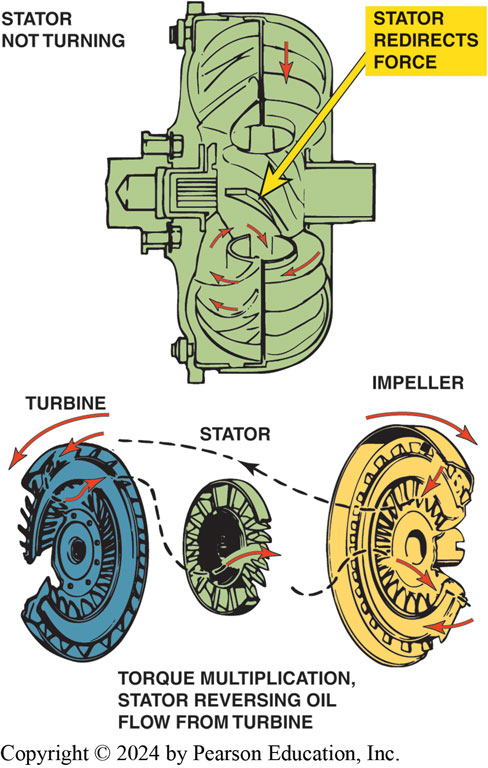 STATOR
NOT TURNING
STATOR
REDIRECTS
FORCE
IMPELLER
TURBINE
STATOR
TORQUE MULTIPLICATION,
STATOR REVERSING OIL
FLOW FROM TURBINE
Copyright © 2024 by Pearson Education, Inc.